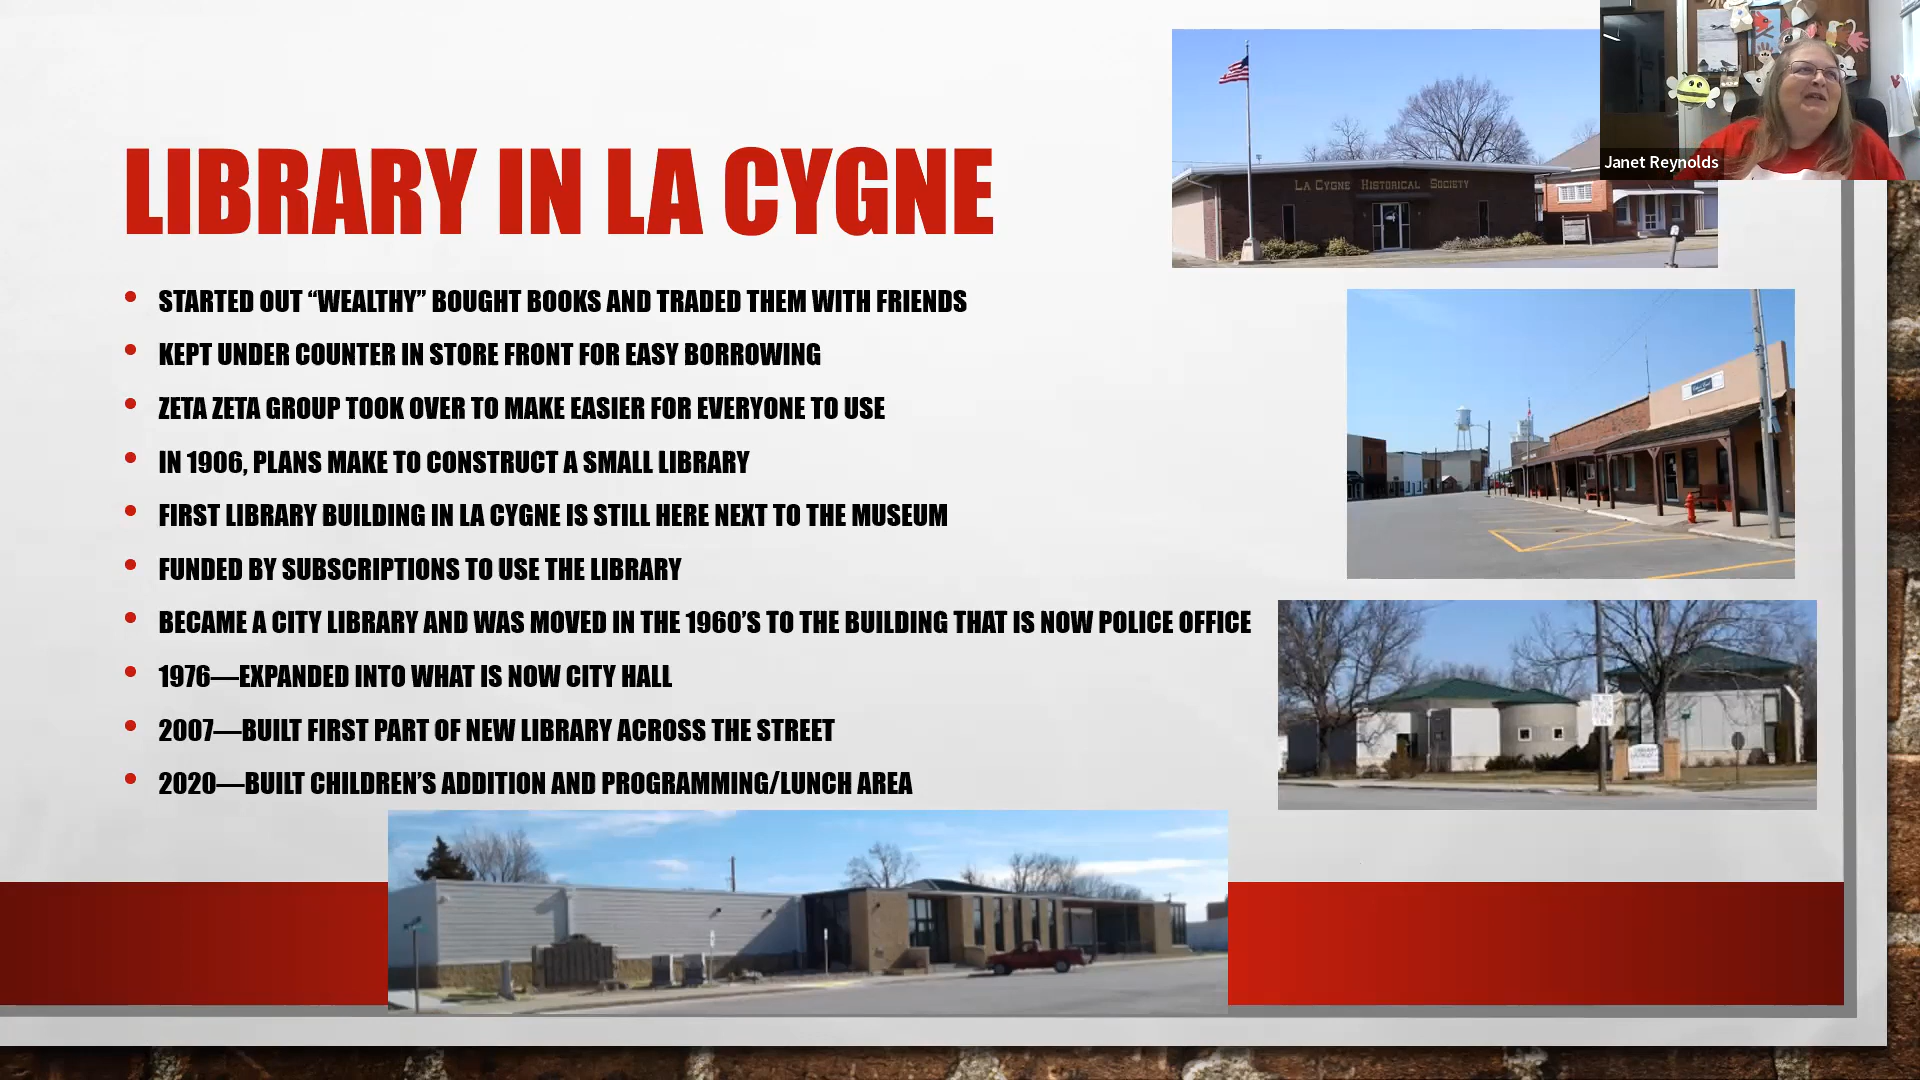 LA CYGNE HISTORICAL SOCIETY
Janet Reynolds
LIBRARY IN LA CYGNE
• STARTED OUT “WEALTHY” BOUGHT BOOKS AND TRADED THEM WITH FRIENDS
• KEPT UNDER COUNTER IN STORE FRONT FOR EASY BORROWING
• ZETA ZETA GROUP TOOK OVER TO MAKE EASIER FOR EVERYONE TO USE
• IN 1906, PLANS MAKE TO CONSTRUCT A SMALL LIBRARY
• FIRST LIBRARY BUILDING IN LA CYGNE IS STILL HERE NEXT TO THE MUSEUM
• FUNDED BY SUBSCRIPTIONS TO USE THE LIBRARY
• BECAME A CITY LIBRARY AND WAS MOVED IN THE 1960’S TO THE BUILDING THAT IS NOW POLICE OFFICE
• 1976—EXPANDED INTO WHAT IS NOW CITY HALL
• 2007—BUILT FIRST PART OF NEW LIBRARY ACROSS THE STREET
• 2020—BUILT CHILDREN’S ADDITION AND PROGRAMMING/LUNCH AREA